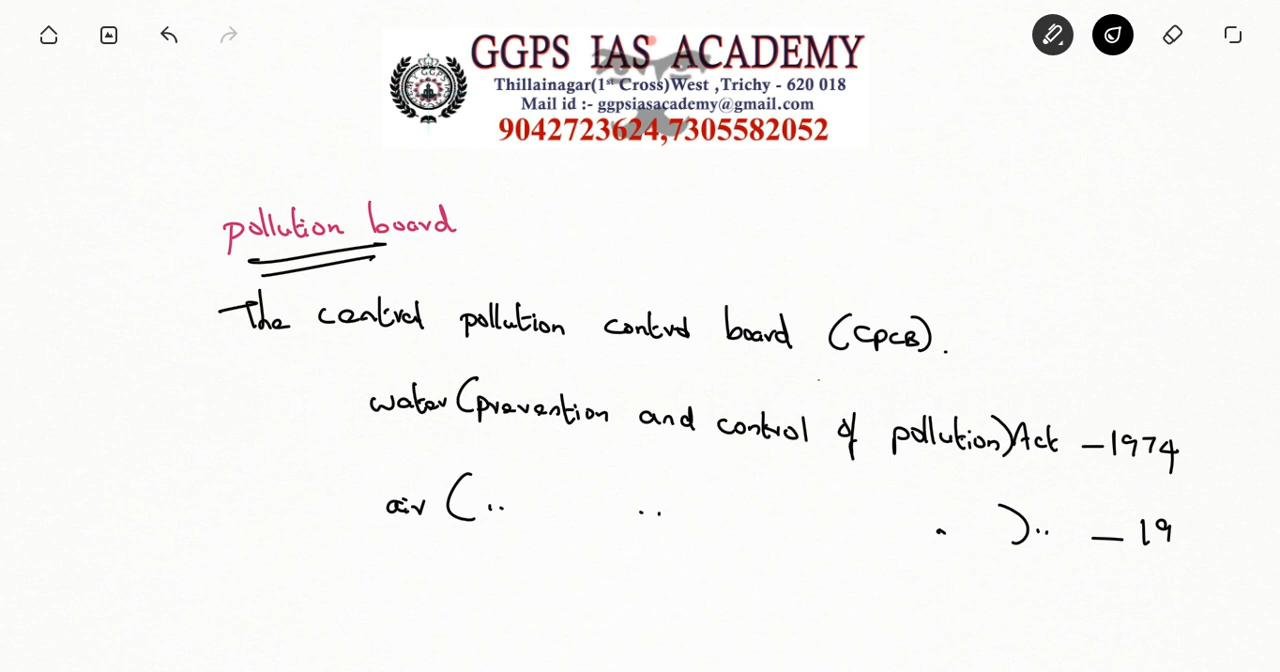 GGPS IAS ACADEMY
Thillainagar(1st Cross)West ,Trichy - 620 018
Mail id :- ggpsiasacademy@gmail.com
9042723624,7305582052
pollution board
The central pollution control board (CPCB).
water (prevention and control of pollution) Act - 1974
air (.. .. . ) .. - 19